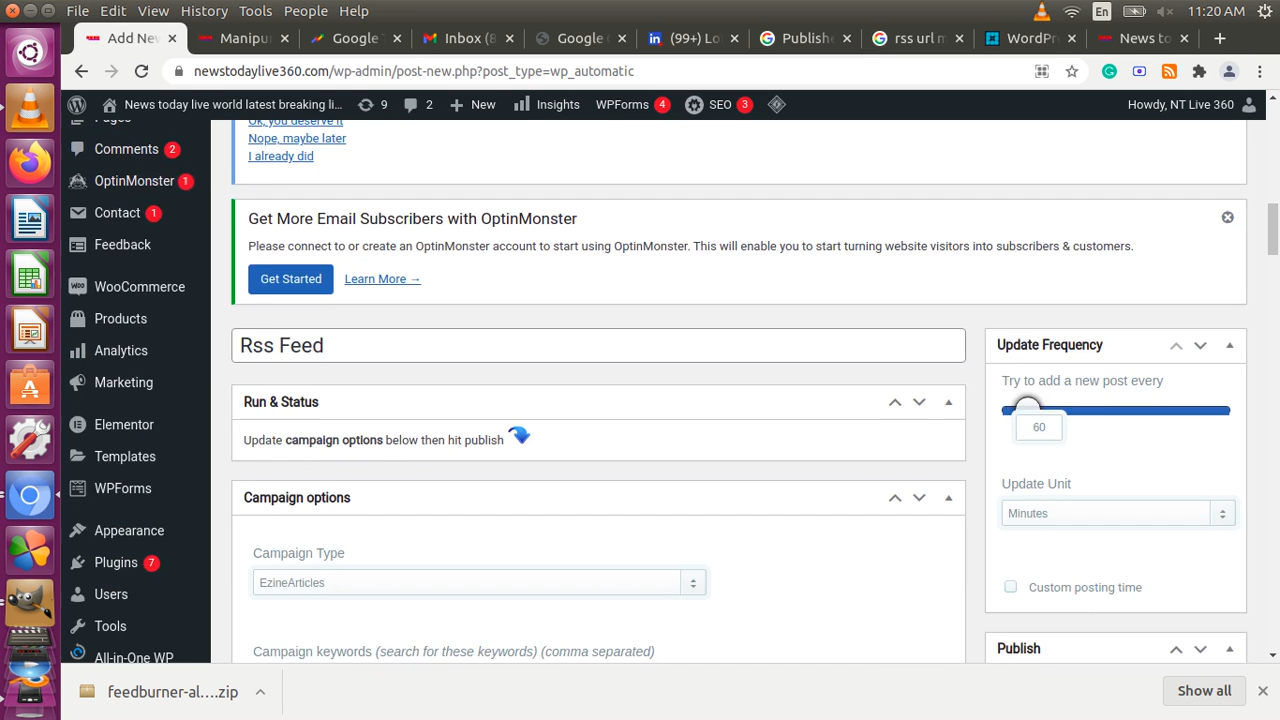 File Edit View History Tools People Help
En
11:20 AM
Add New
Manipu
Google T
Inbox (8
Google
(99+) Lo
Publishe
rss url m
WordPr
News to
newstodaylive360.com/wp-admin/post-new.php?post_type=wp_automatic
News today live world latest breaking li... 9 2 New Insights WPForms 4 SEO 3
Howdy, NT Live 360
Pages
Comments 2
OptinMonster 1
Contact 1
Feedback
WooCommerce
Products
Analytics
Marketing
Elementor
Templates
WPForms
Appearance
Plugins 7
Users
Tools
All-in-One WP
Ok, you deserve it
Nope, maybe later
I already did
Get More Email Subscribers with OptinMonster
Please connect to or create an OptinMonster account to start using OptinMonster. This will enable you to start turning website visitors into subscribers & customers.
Get Started
Learn More →
Rss Feed
Run & Status
Update campaign options below then hit publish
Campaign options
Campaign Type
EzineArticles
Campaign keywords (search for these keywords) (comma separated)
Update Frequency
Try to add a new post every
60
Update Unit
Minutes
Custom posting time
Publish
feedburner-al....zip
Show all